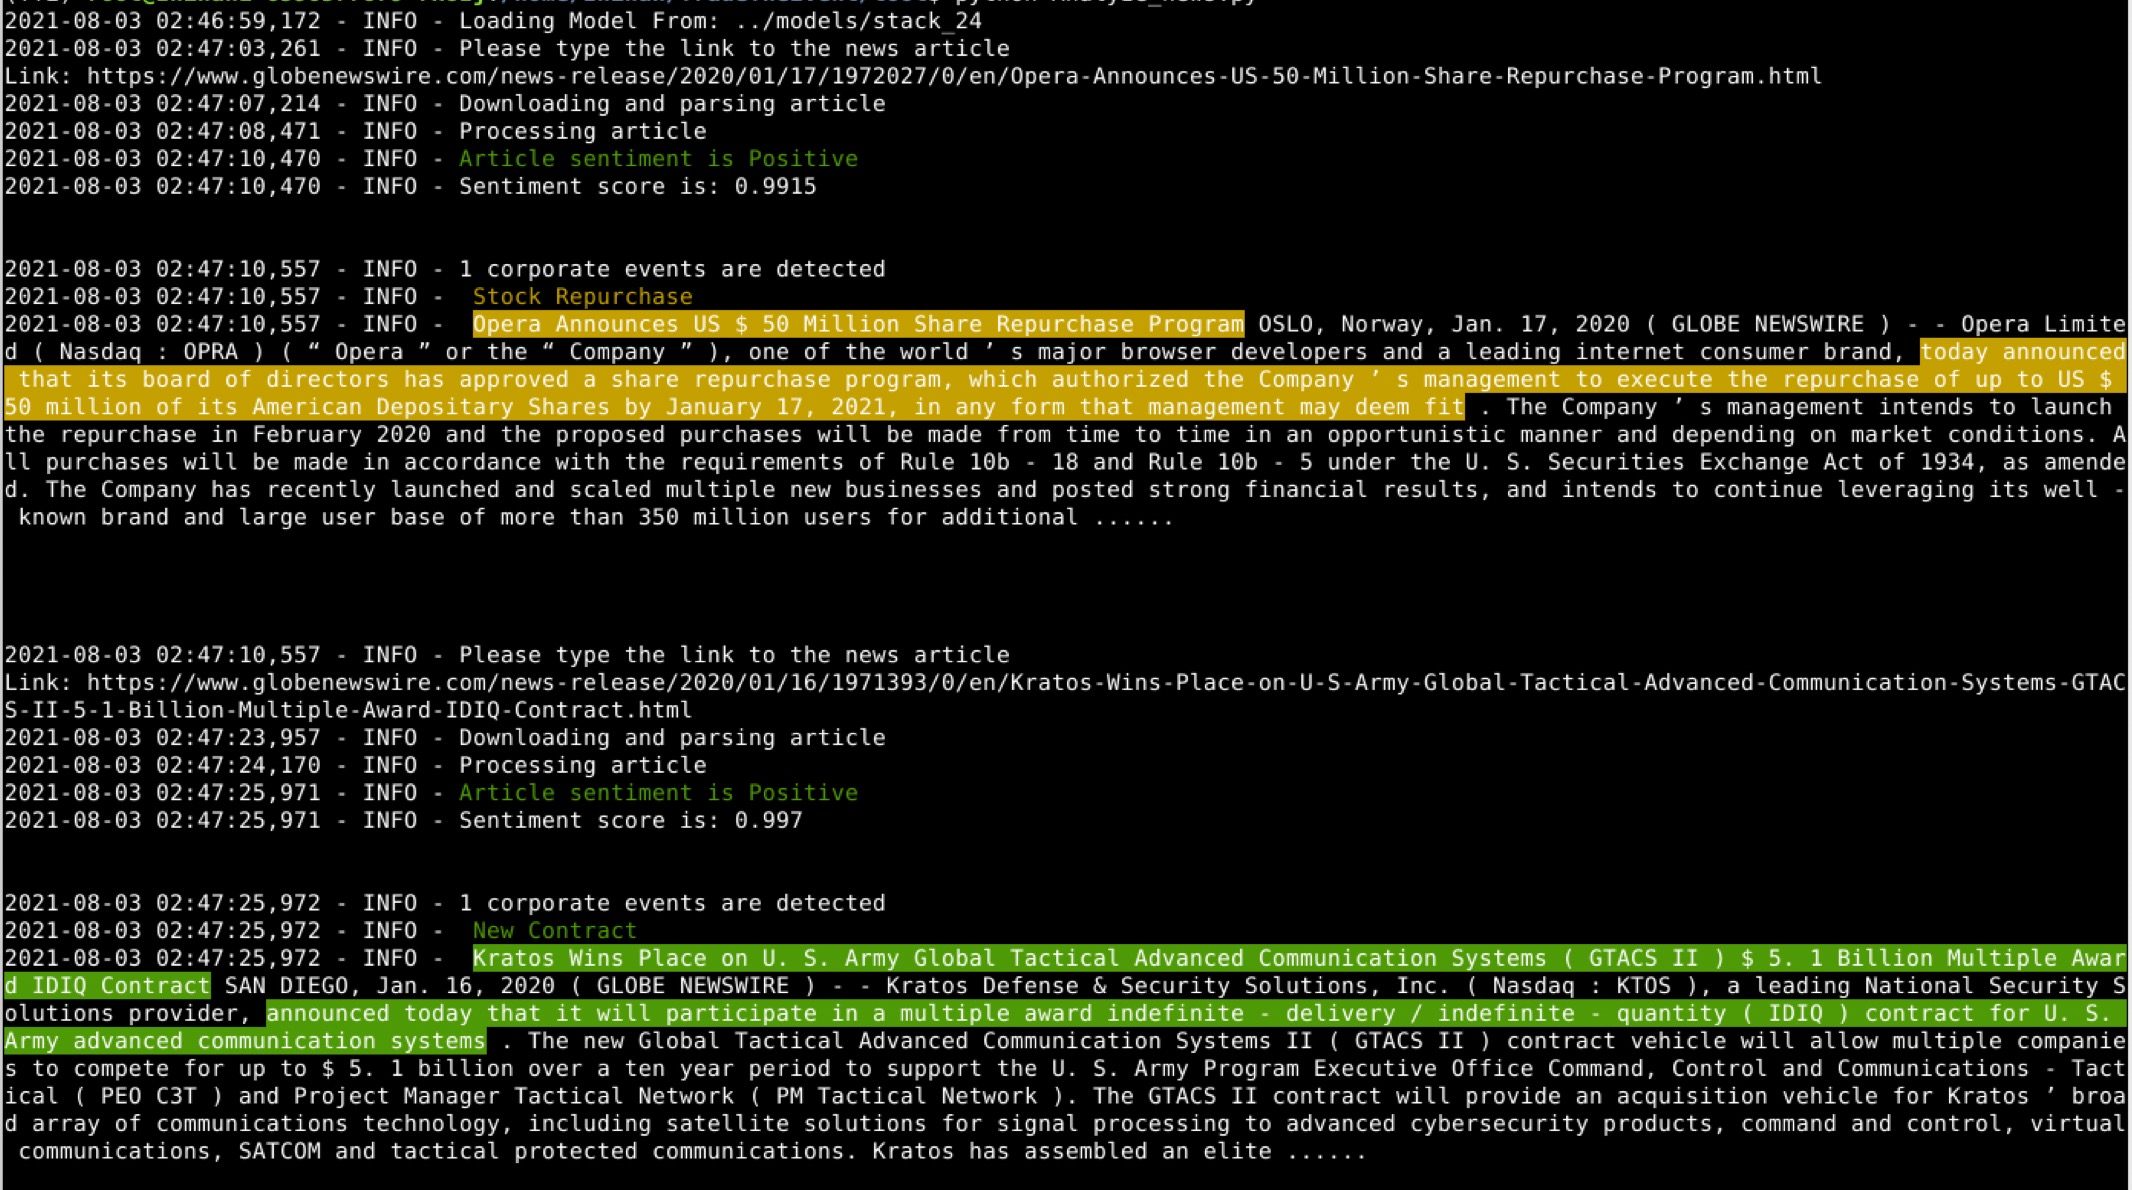 2021-08-03 02:46:59,172 - INFO - Loading Model From: ../models/stack_24
2021-08-03 02:47:03,261 - INFO - Please type the link to the news article
Link: https://www.globenewswire.com/news-release/2020/01/17/1972027/0/en/Opera-Announces-US-50-Million-Share-Repurchase-Program.html
2021-08-03 02:47:07,214 - INFO - Downloading and parsing article
2021-08-03 02:47:08,471 - INFO - Processing article
2021-08-03 02:47:10,470 - INFO - Article sentiment is Positive
2021-08-03 02:47:10,470 - INFO - Sentiment score is: 0.9915
2021-08-03 02:47:10,557 - INFO - 1 corporate events are detected
2021-08-03 02:47:10,557 - INFO -  Stock Repurchase
2021-08-03 02:47:10,557 - INFO -  Opera Announces US $ 50 Million Share Repurchase Program OSLO, Norway, Jan. 17, 2020 ( GLOBE NEWSWIRE ) - - Opera Limite
d ( Nasdaq : OPRA ) ( “ Opera ” or the “ Company ” ), one of the world ’ s major browser developers and a leading internet consumer brand, today announced
 that its board of directors has approved a share repurchase program, which authorized the Company ’ s management to execute the repurchase of up to US $
50 million of its American Depositary Shares by January 17, 2021, in any form that management may deem fit . The Company ’ s management intends to launch
the repurchase in February 2020 and the proposed purchases will be made from time to time in an opportunistic manner and depending on market conditions. A
ll purchases will be made in accordance with the requirements of Rule 10b - 18 and Rule 10b - 5 under the U. S. Securities Exchange Act of 1934, as amende
d. The Company has recently launched and scaled multiple new businesses and posted strong financial results, and intends to continue leveraging its well -
 known brand and large user base of more than 350 million users for additional ......
2021-08-03 02:47:10,557 - INFO - Please type the link to the news article
Link: https://www.globenewswire.com/news-release/2020/01/16/1971393/0/en/Kratos-Wins-Place-on-U-S-Army-Global-Tactical-Advanced-Communication-Systems-GTAC
S-II-5-1-Billion-Multiple-Award-IDIQ-Contract.html
2021-08-03 02:47:23,957 - INFO - Downloading and parsing article
2021-08-03 02:47:24,170 - INFO - Processing article
2021-08-03 02:47:25,971 - INFO - Article sentiment is Positive
2021-08-03 02:47:25,971 - INFO - Sentiment score is: 0.997
2021-08-03 02:47:25,972 - INFO - 1 corporate events are detected
2021-08-03 02:47:25,972 - INFO -  New Contract
2021-08-03 02:47:25,972 - INFO -  Kratos Wins Place on U. S. Army Global Tactical Advanced Communication Systems ( GTACS II ) $ 5. 1 Billion Multiple Awar
d IDIQ Contract SAN DIEGO, Jan. 16, 2020 ( GLOBE NEWSWIRE ) - - Kratos Defense & Security Solutions, Inc. ( Nasdaq : KTOS ), a leading National Security S
olutions provider, announced today that it will participate in a multiple award indefinite - delivery / indefinite - quantity ( IDIQ ) contract for U. S.
Army advanced communication systems . The new Global Tactical Advanced Communication Systems II ( GTACS II ) contract vehicle will allow multiple companie
s to compete for up to $ 5. 1 billion over a ten year period to support the U. S. Army Program Executive Office Command, Control and Communications - Tact
ical ( PEO C3T ) and Project Manager Tactical Network ( PM Tactical Network ). The GTACS II contract will provide an acquisition vehicle for Kratos ’ broa
d array of communications technology, including satellite solutions for signal processing to advanced cybersecurity products, command and control, virtual
 communications, SATCOM and tactical protected communications. Kratos has assembled an elite ......